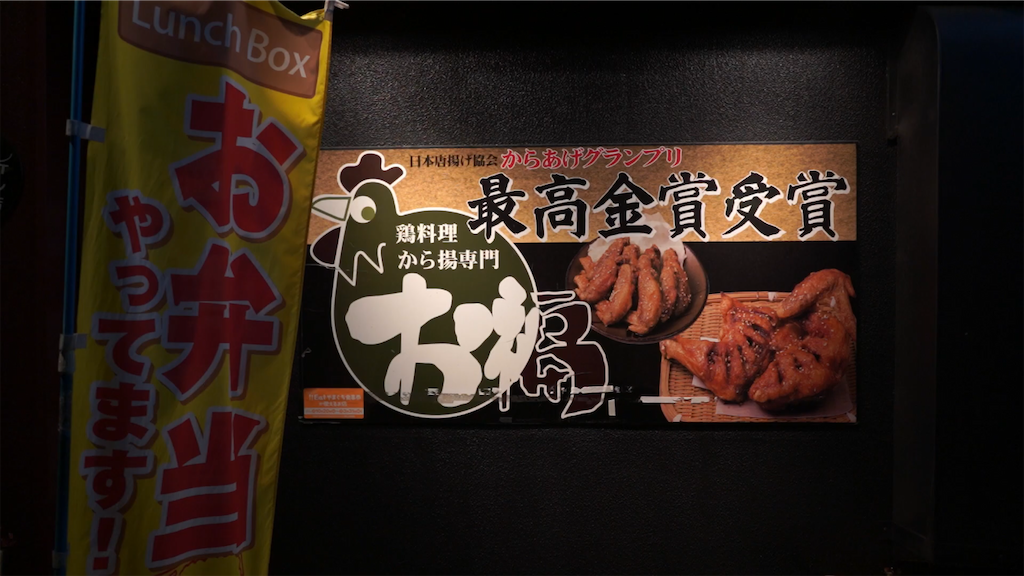 Lunch Box
お弁当
やってます!
日本唐揚げ協会 からあげグランプリ
最高金賞受賞
鶏料理
から揚専門
お福